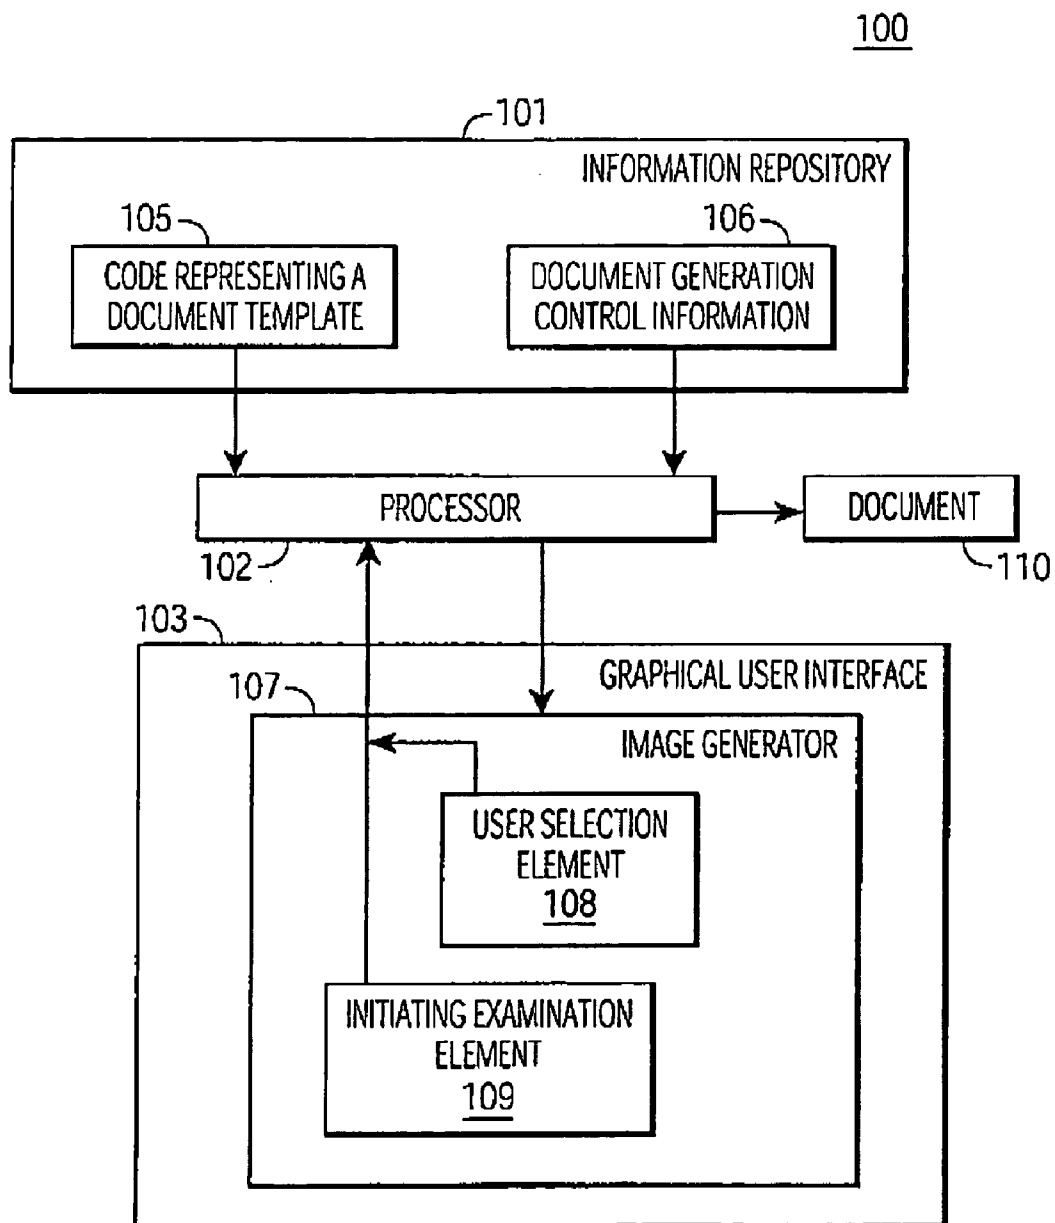 100
101
INFORMATION REPOSITORY
105
106
CODE REPRESENTING A
DOCUMENT TEMPLATE
DOCUMENT GENERATION
CONTROL INFORMATION
PROCESSOR
DOCUMENT
102
110
103
GRAPHICAL USER INTERFACE
107
IMAGE GENERATOR
USER SELECTION
ELEMENT
108
INITIATING EXAMINATION
ELEMENT
109